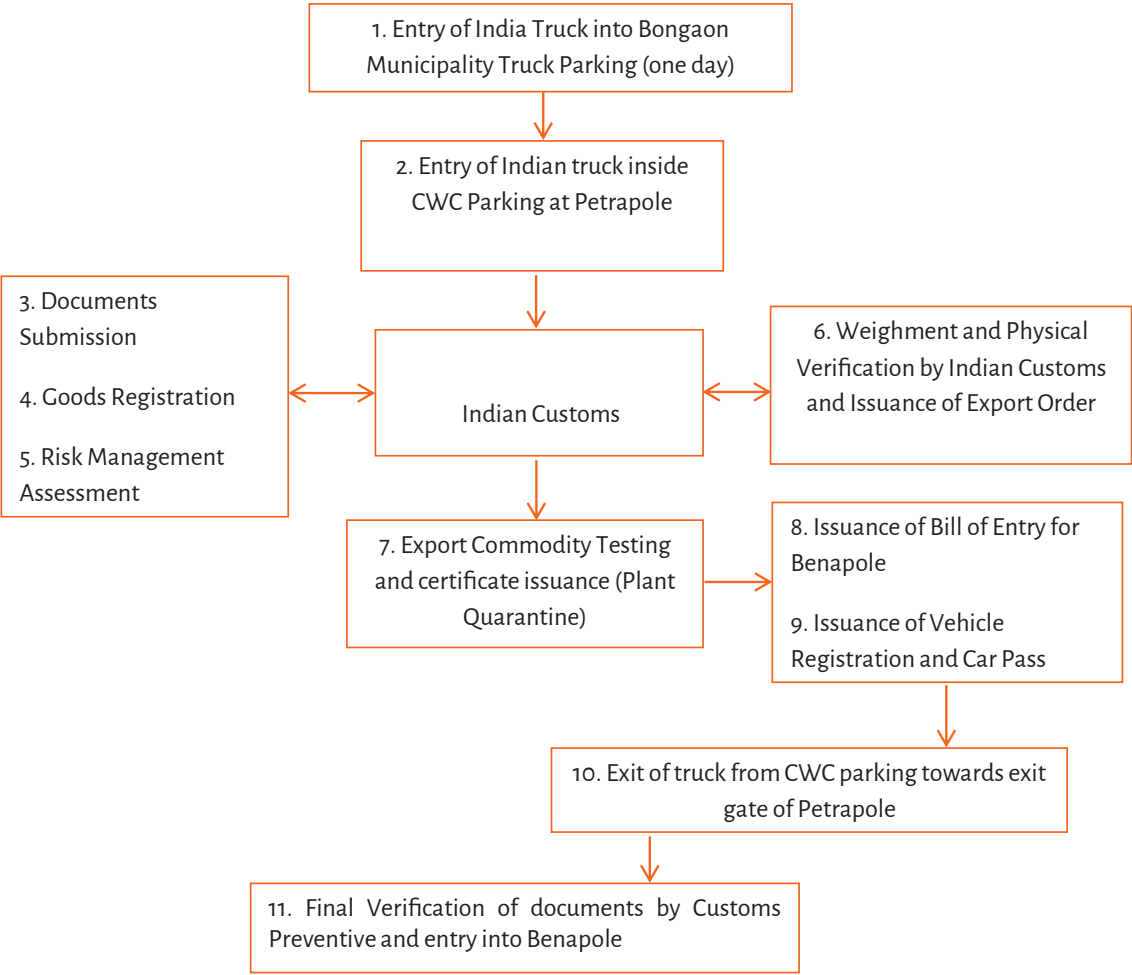 1. Entry of India Truck into Bongaon
Municipality Truck Parking (one day)
2. Entry of Indian truck inside
CWC Parking at Petrapole
3. Documents
Submission
4. Goods Registration
5. Risk Management
Assessment
Indian Customs
6. Weighment and Physical
Verification by Indian Customs
and Issuance of Export Order
7. Export Commodity Testing
and certificate issuance (Plant
Quarantine)
8. Issuance of Bill of Entry for
Benapole
9. Issuance of Vehicle
Registration and Car Pass
10. Exit of truck from CWC parking towards exit
gate of Petrapole
11. Final Verification of documents by Customs
Preventive and entry into Benapole